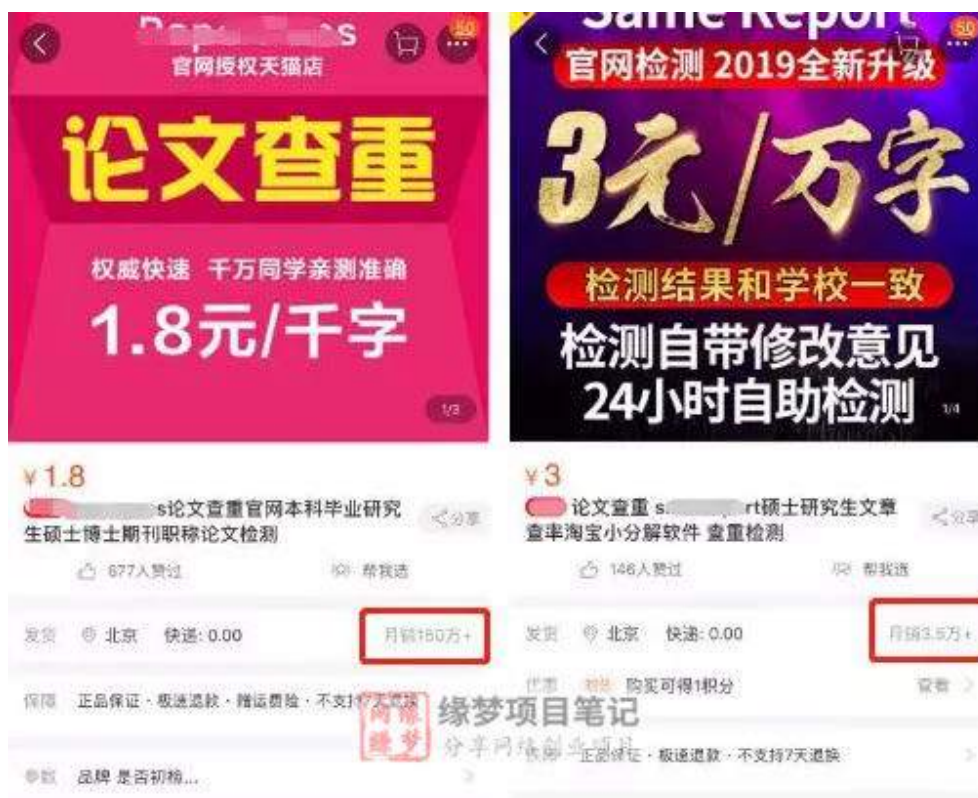 官网授权天猫店
论文查重
权威快速 千万同学亲测准确
1.8元/千字
1/3
¥1.8
s论文查重官网本科毕业研究
生硕士博士期刊职称论文检测
分享
677人赞过
帮我选
发货 北京 快递: 0.00
月销150万+
保障 正品保证·极速退款·赠运费险·不支持7天退换
参数 品牌 是否初检...
Same Report
50
官网检测 2019全新升级
3元/万字
检测结果和学校一致
检测自带修改意见
24小时自助检测
1/4
¥3
论文查重 s rt硕士研究生文章
查率淘宝小分解软件 查重检测
分享
146人赞过
帮我选
发货 北京 快递: 0.00
月销3.5万+
优惠 购买可得1积分
查看
保障 正品保证·极速退款·不支持7天退换
缘梦项目笔记
分享网络创业项目